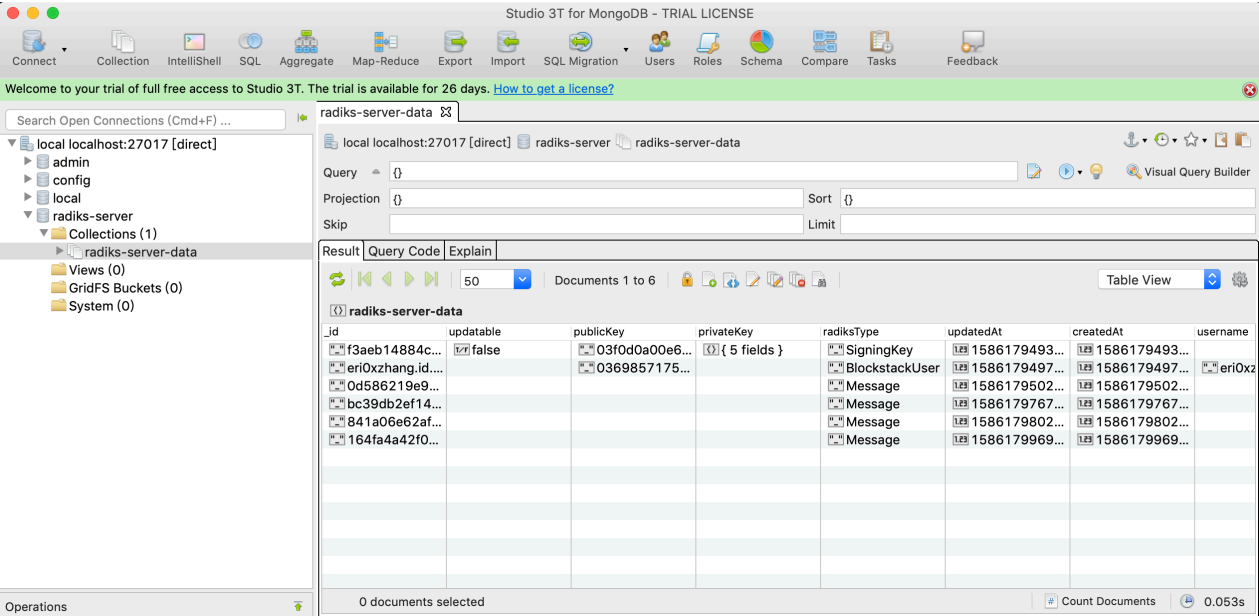 Studio 3T for MongoDB - TRIAL LICENSE
Connect Collection IntelliShell SQL Aggregate Map-Reduce Export Import SQL Migration Users Roles Schema Compare Tasks Feedback
Welcome to your trial of full free access to Studio 3T. The trial is available for 26 days. How to get a license?
Search Open Connections (Cmd+F) ...
local localhost:27017 [direct]
admin
config
local
radiks-server
Collections (1)
radiks-server-data
Views (0)
GridFS Buckets (0)
System (0)
Operations
radiks-server-data
local localhost:27017 [direct] radiks-server radiks-server-data
Query {} Visual Query Builder
Projection {} Sort {}
Skip Limit
Result Query Code Explain
50 Documents 1 to 6 Table View
radiks-server-data
_id updatable publicKey privateKey radiksType updatedAt createdAt username
f3aeb14884c... false 03f0d0a00e6... { 5 fields } SigningKey 1586179493... 1586179493...
eri0xzhang.id.... 0369857175... BlockstackUser 1586179497... 1586179497... eri0xz
0d586219e9... Message 1586179502... 1586179502...
bc39db2ef14... Message 1586179767... 1586179767...
841a06e62af... Message 1586179802... 1586179802...
164fa4a42f0... Message 1586179969... 1586179969...
0 documents selected Count Documents 0.053s